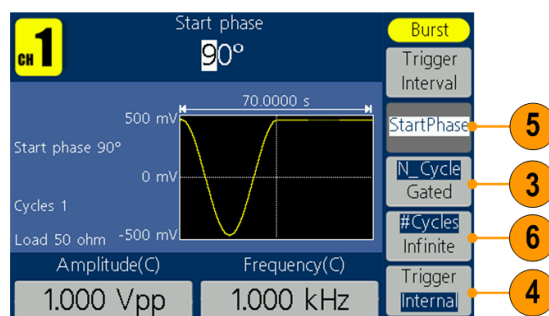 CH 1
Start phase
90°
Burst
Trigger
Interval
70.0000 s
500 mV
Start phase 90°
0 mV
Cycles 1
Load 50 ohm
-500 mV
StartPhase
5
N_Cycle
Gated
3
#Cycles
Infinite
6
Amplitude(C)
Frequency(C)
1.000 Vpp
1.000 kHz
Trigger
Internal
4